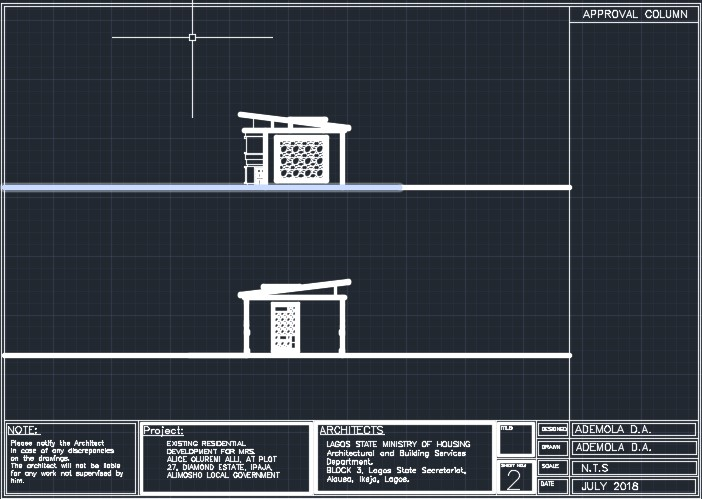 APPROVAL COLUMN
NOTE:
Please notify the Architect
in case of any discrepancies
on the drawings.
The architect will not be liable
for any work not supervised by
him.
Project:
EXISTING RESIDENTIAL
DEVELOPMENT FOR MRS.
ALICE OLUREMI ALLI, AT PLOT
27, DIAMOND ESTATE, IPAJA,
ALIMOSHO LOCAL GOVERNMENT
ARCHITECTS
LAGOS STATE MINISTRY OF HOUSING
Architectural and Building Services
Department.
BLOCK 3, Lagos State Secretariat,
Alausa, Ikeja, Lagos.
TITLE:
SHEET NO.:
2
DESIGNED
ADEMOLA D.A.
DRAWN
ADEMOLA D.A.
SCALE
N.T.S
DATE
JULY 2018